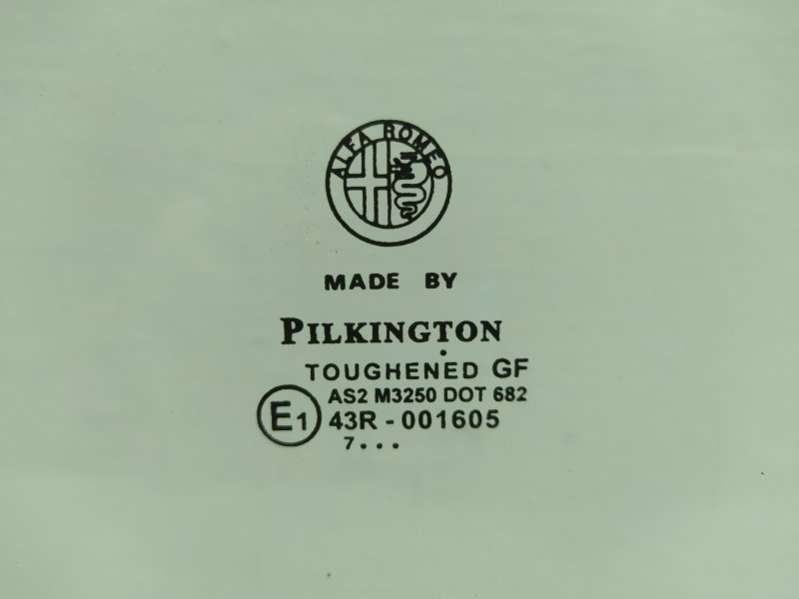 ALFA ROMEO
MADE BY
PILKINGTON
TOUGHENED GF
AS2 M3250 DOT 682
E1 43R - 001605
7...